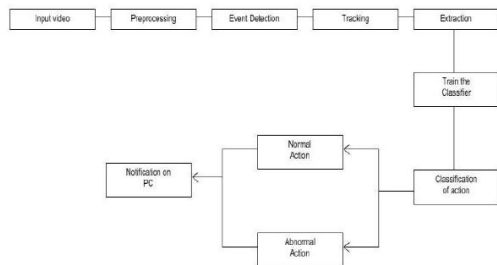 Input video
Preprocessing
Event Detection
Tracking
Extraction
Train the
Classifier
Normal
Action
Notification on
PC
Classification
of action
Abnormal
Action